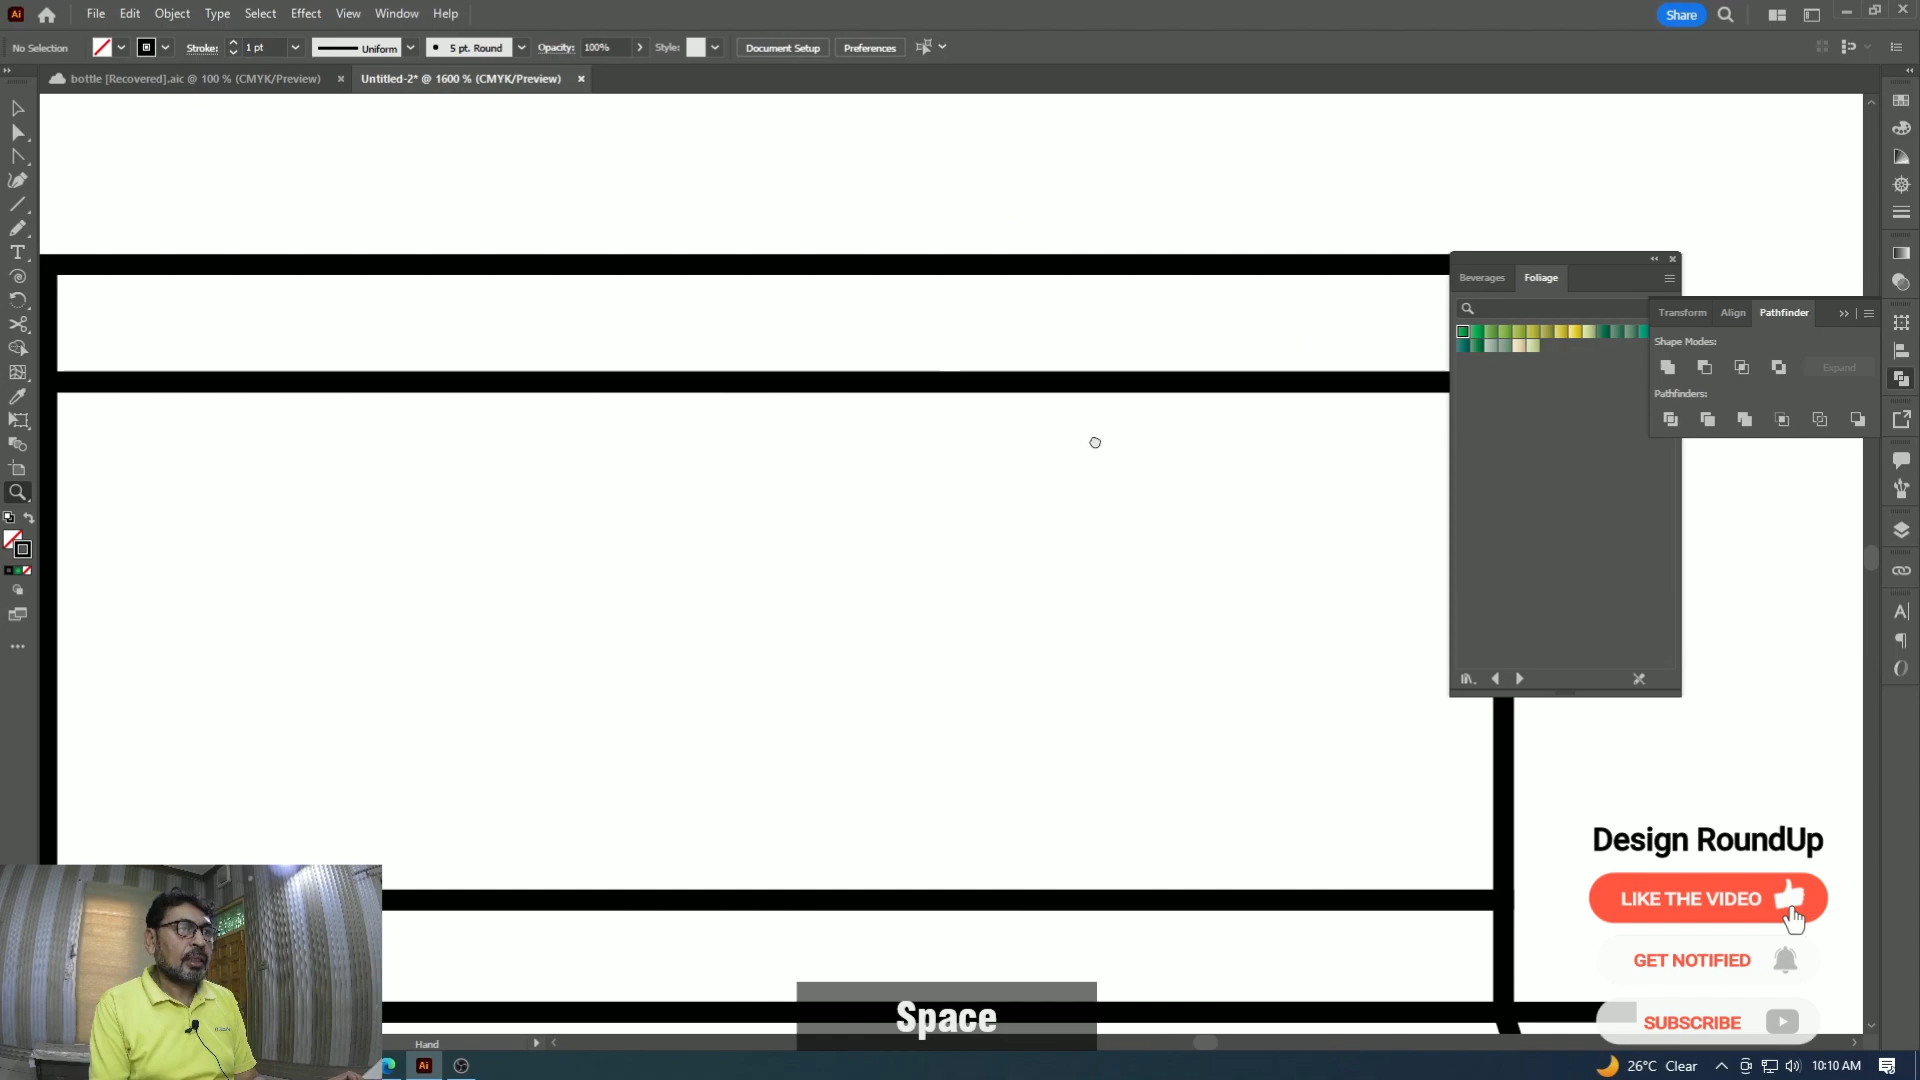 Ai File Edit Type Object Select Effect View Window Help Share
No Selection Stroke: 1 pt Uniform 5 pt. Round Opacity: 100% Style: Document Setup Preferences
bottle [Recovered].aic @ 100 % (CMYK/Preview) × Untitled-2* @ 1600 % (CMYK/Preview) ×
Beverages Foliage
Transform Align Pathfinder
Shape Modes:
Expand
Pathfinders:
Design RoundUp
LIKE THE VIDEO
GET NOTIFIED
SUBSCRIBE
Space
Hand
Ai 26°C Clear 10:10 AM